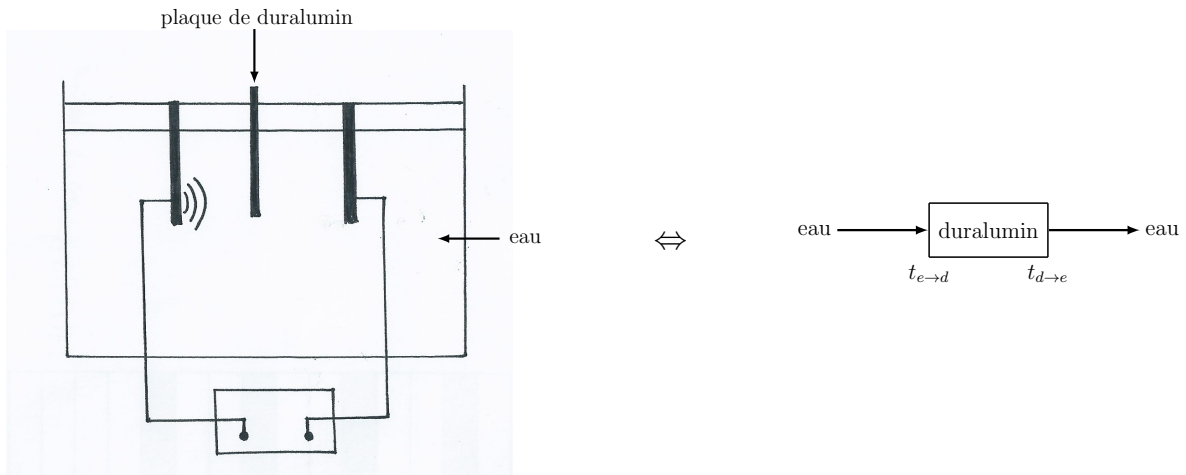 plaque de duralumin
eau
⇔
eau
duralumin
eau
t_{e→d}
t_{d→e}